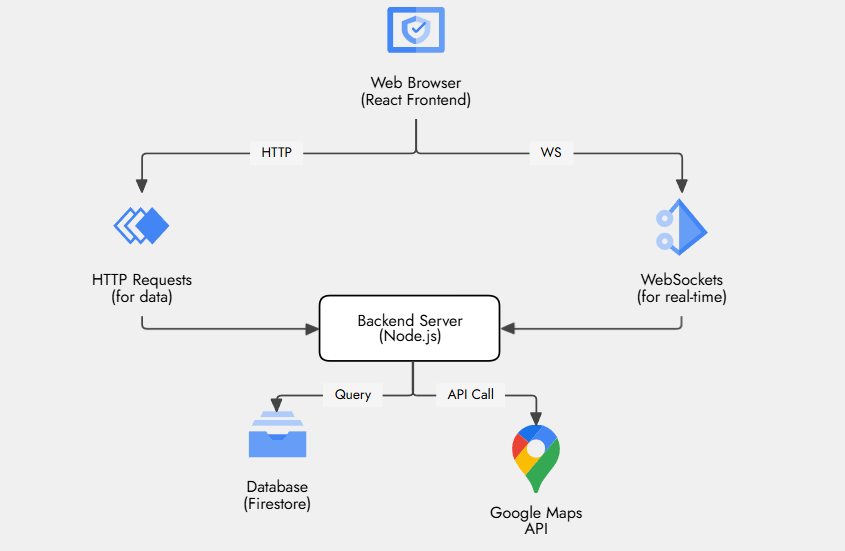 Web Browser
(React Frontend)
HTTP
WS
HTTP Requests
(for data)
WebSockets
(for real-time)
Backend Server
(Node.js)
Query
API Call
Database
(Firestore)
Google Maps
API